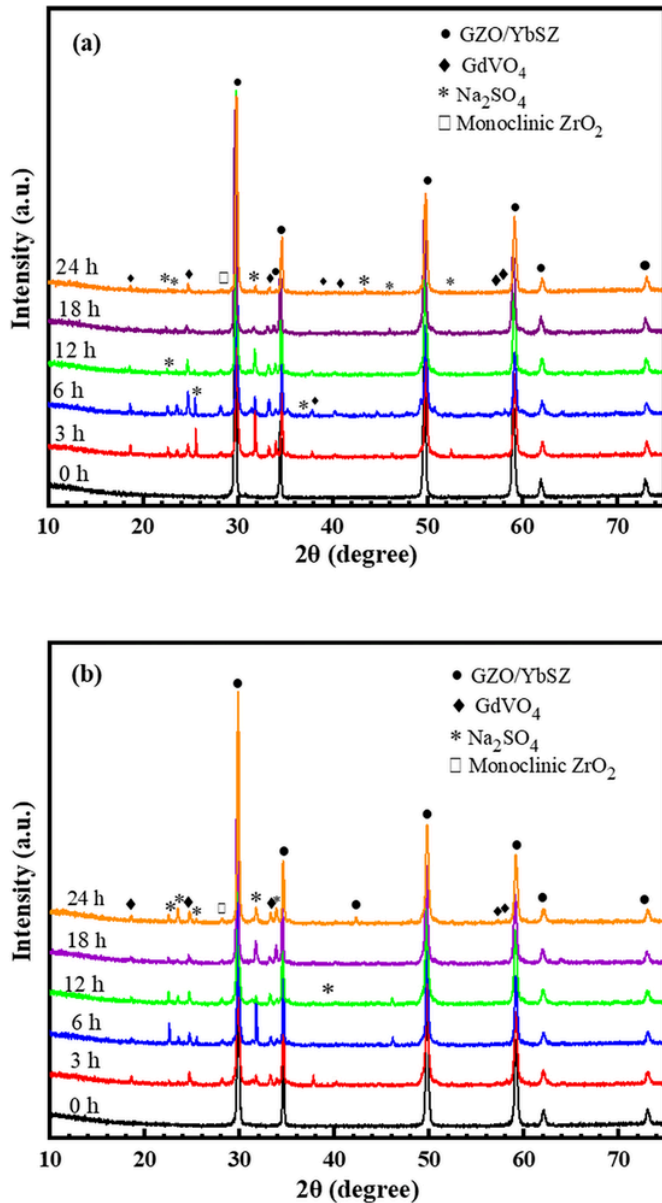 (a)
● GZO/YbSZ
◆ GdVO4
* Na2SO4
□ Monoclinic ZrO2
Intensity (a.u.)
24 h
18 h
12 h
6 h
3 h
0 h
10 20 30 40 50 60 70
2θ (degree)
(b)
● GZO/YbSZ
◆ GdVO4
* Na2SO4
□ Monoclinic ZrO2
Intensity (a.u.)
24 h
18 h
12 h
6 h
3 h
0 h
10 20 30 40 50 60 70
2θ (degree)